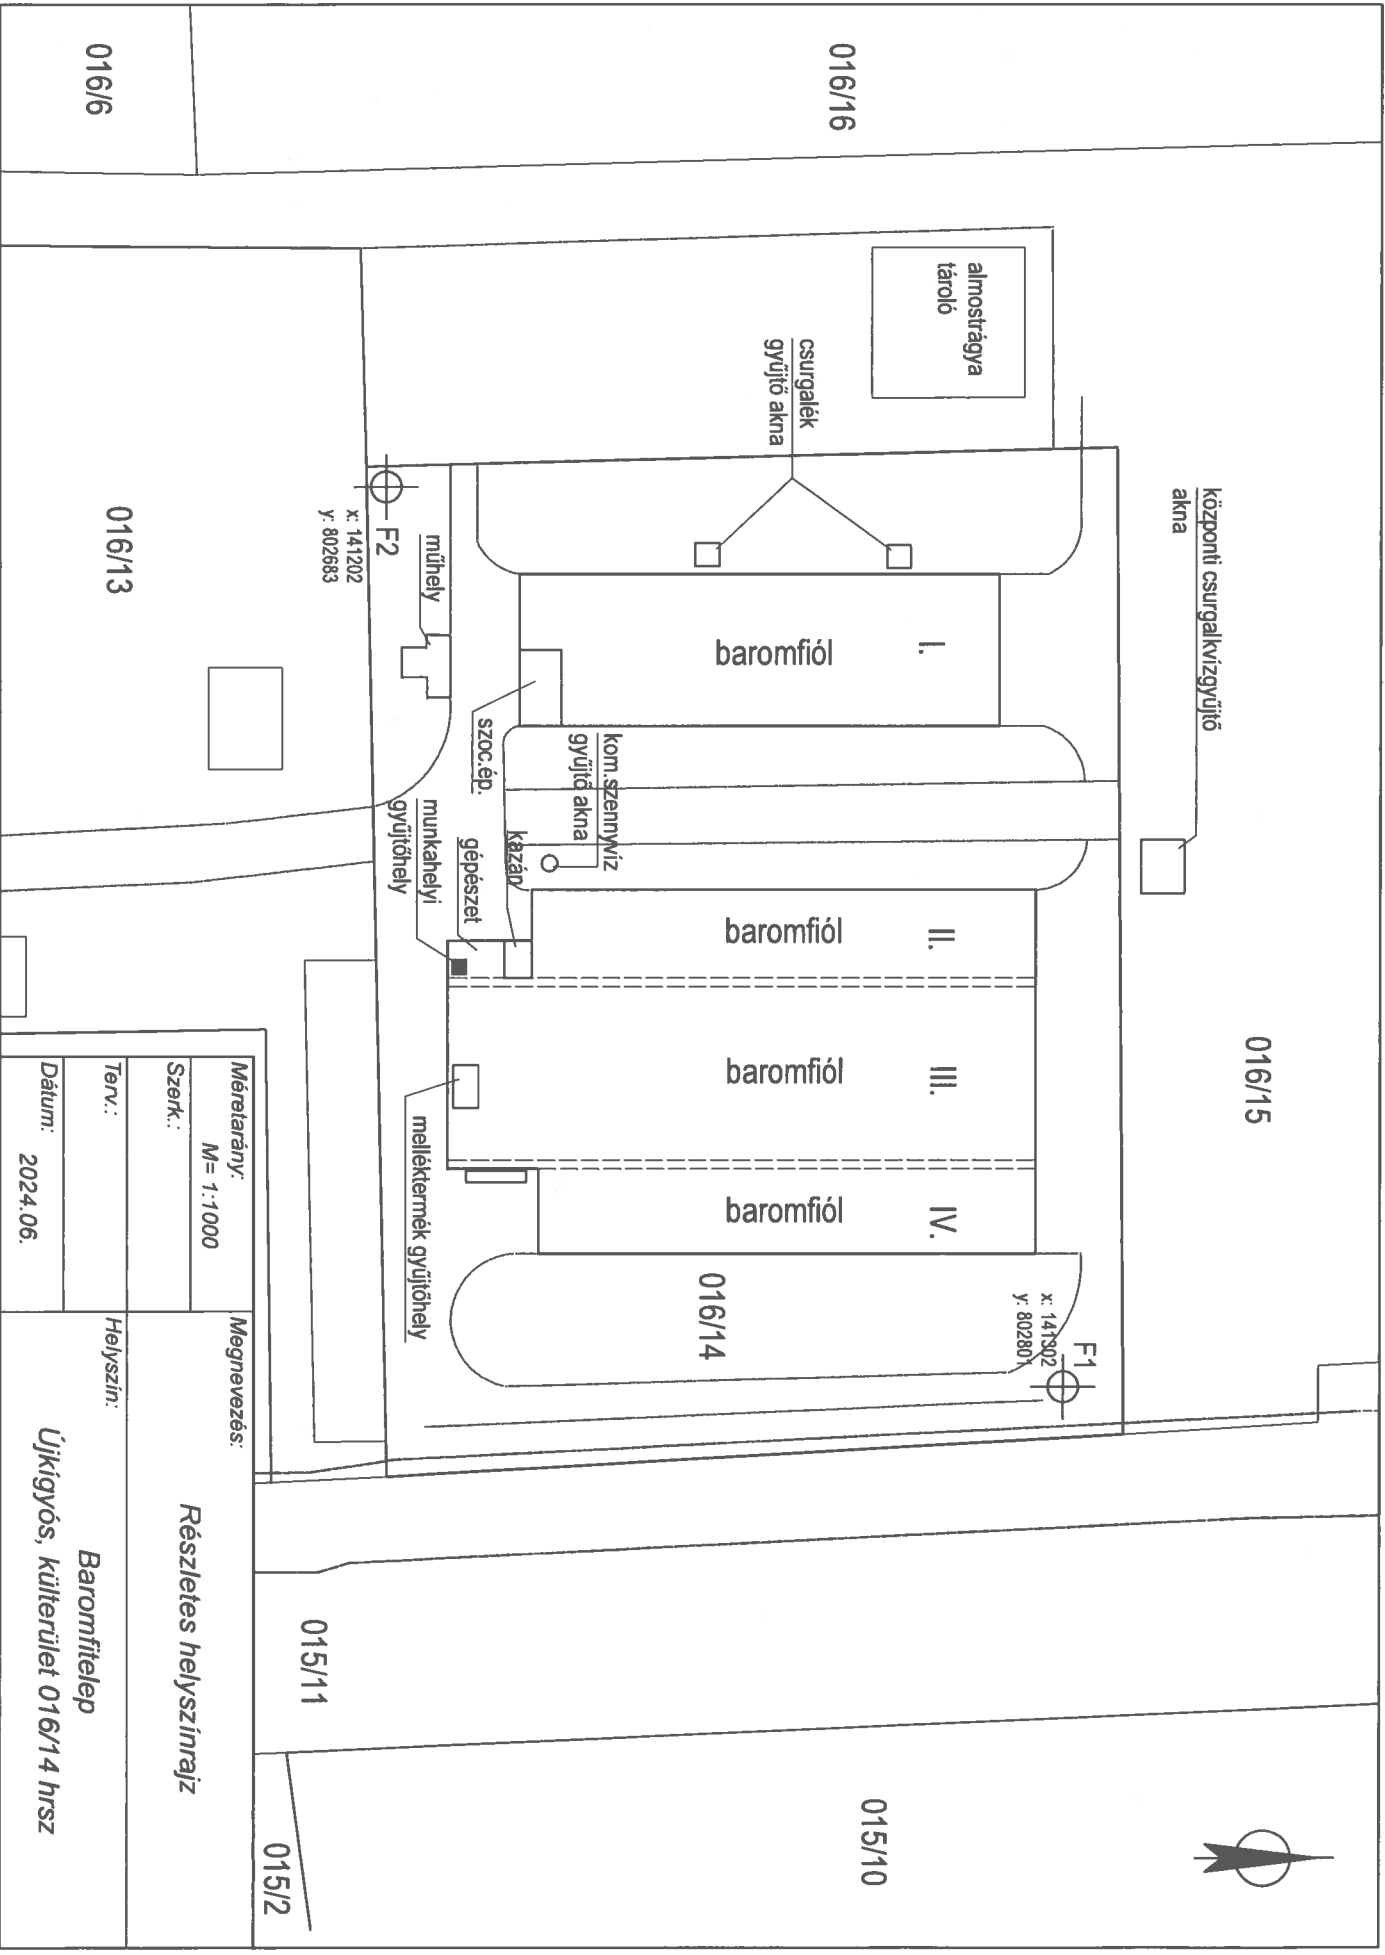 016/6
016/16
almostrágya
tároló
csurgalék
gyűjtő akna
központi csurgalkvízgyűjtő
akna
016/15
016/13
F2
x: 141202
y: 802683
műhely
I.
baromfiól
szoc.ép.
kom.szennyvíz
gyűjtő akna
kazán
gépészet
munkahelyi
gyűjtőhely
II.
baromfiól
III.
baromfiól
IV.
baromfiól
melléktermék gyűjtőhely
016/14
F1
x: 141302
y: 802801
015/11
015/10
015/2
Méretarány:
M= 1:1000
Szerk.:
Terv.:
Dátum:
2024.06.
Megnevezés:
Részletes helyszínrajz
Helyszín:
Baromfitelep
Újkígyós, külterület 016/14 hrsz